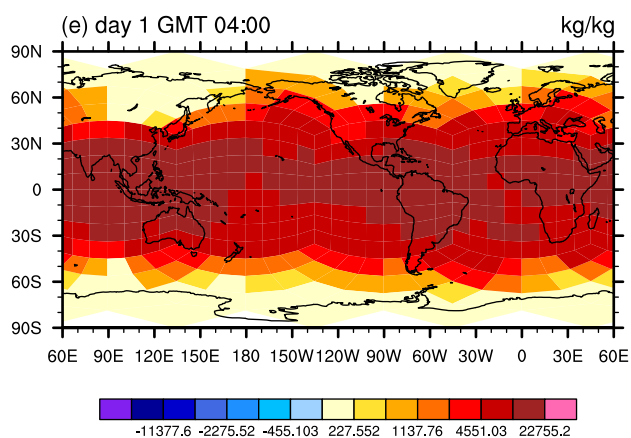 (e) day 1 GMT 04:00 kg/kg
90N
60N
30N
0
30S
60S
90S
60E 90E 120E 150E 180 150W 120W 90W 60W 30W 0 30E 60E
-11377.6 -2275.52 -455.103 227.552 1137.76 4551.03 22755.2